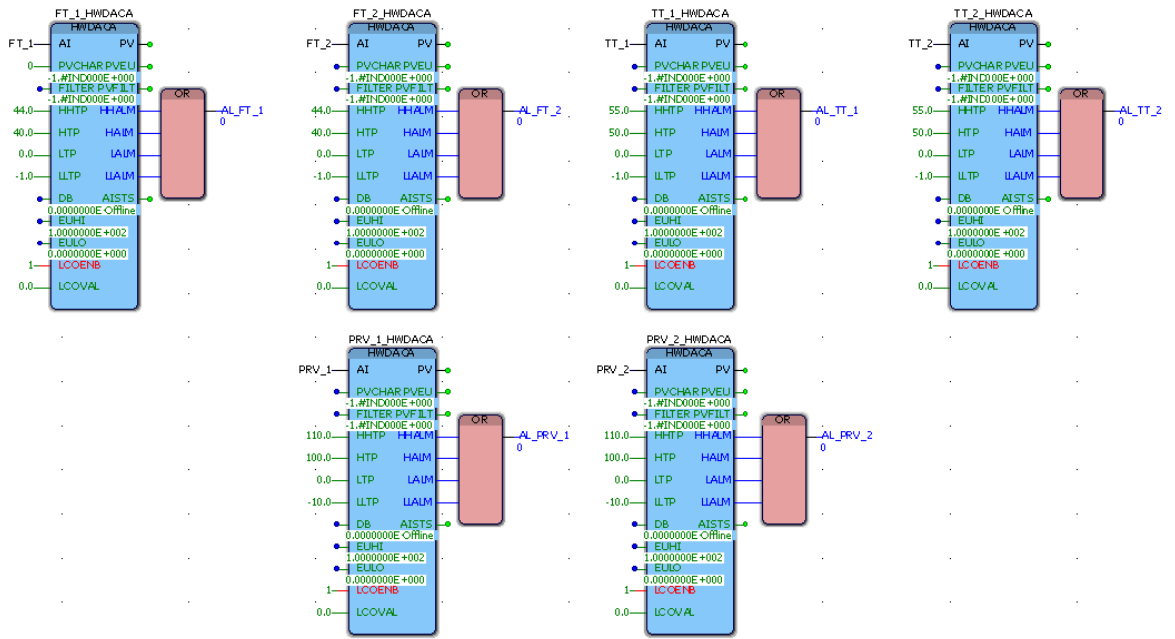 FT_1_HWDACA
HWDACA
FT_1 AI PV
0 PVCHAR PVEU
-1.#IND000E+000
FILTER PVFILT
-1.#IND000E+000
OR
44.0 HHTP HHALM AL_FT_1
0
40.0 HTP HALM
0.0 LTP LALM
-1.0 LLTP LLALM
DB AISTS
0.0000000E Offline
EUHI
1.0000000E+002
EULO
0.0000000E+000
1 LCOENB
0.0 LCOVAL
FT_2_HWDACA
HWDACA
FT_2 AI PV
PVCHAR PVEU
-1.#IND000E+000
FILTER PVFILT
-1.#IND000E+000
OR
44.0 HHTP HHALM AL_FT_2
0
40.0 HTP HALM
0.0 LTP LALM
-1.0 LLTP LLALM
DB AISTS
0.0000000E Offline
EUHI
1.0000000E+002
EULO
0.0000000E+000
1 LCOENB
0.0 LCOVAL
TT_1_HWDACA
HWDACA
TT_1 AI PV
PVCHAR PVEU
-1.#IND000E+000
FILTER PVFILT
-1.#IND000E+000
OR
55.0 HHTP HHALM AL_TT_1
0
50.0 HTP HALM
0.0 LTP LALM
-1.0 LLTP LLALM
DB AISTS
0.0000000E Offline
EUHI
1.0000000E+002
EULO
0.0000000E+000
1 LCOENB
0.0 LCOVAL
TT_2_HWDACA
HWDACA
TT_2 AI PV
PVCHAR PVEU
-1.#IND000E+000
FILTER PVFILT
-1.#IND000E+000
OR
55.0 HHTP HHALM AL_TT_2
0
50.0 HTP HALM
0.0 LTP LALM
-1.0 LLTP LLALM
DB AISTS
0.0000000E Offline
EUHI
1.0000000E+002
EULO
0.0000000E+000
1 LCOENB
0.0 LCOVAL
PRV_1_HWDACA
HWDACA
PRV_1 AI PV
PVCHAR PVEU
-1.#IND000E+000
FILTER PVFILT
-1.#IND000E+000
OR
110.0 HHTP HHALM AL_PRV_1
0
100.0 HTP HALM
0.0 LTP LALM
-10.0 LLTP LLALM
DB AISTS
0.0000000E Offline
EUHI
1.0000000E+002
EULO
0.0000000E+000
1 LCOENB
0.0 LCOVAL
PRV_2_HWDACA
HWDACA
PRV_2 AI PV
PVCHAR PVEU
-1.#IND000E+000
FILTER PVFILT
-1.#IND000E+000
OR
110.0 HHTP HHALM AL_PRV_2
0
100.0 HTP HALM
0.0 LTP LALM
-10.0 LLTP LLALM
DB AISTS
0.0000000E Offline
EUHI
1.0000000E+002
EULO
0.0000000E+000
1 LCOENB
0.0 LCOVAL